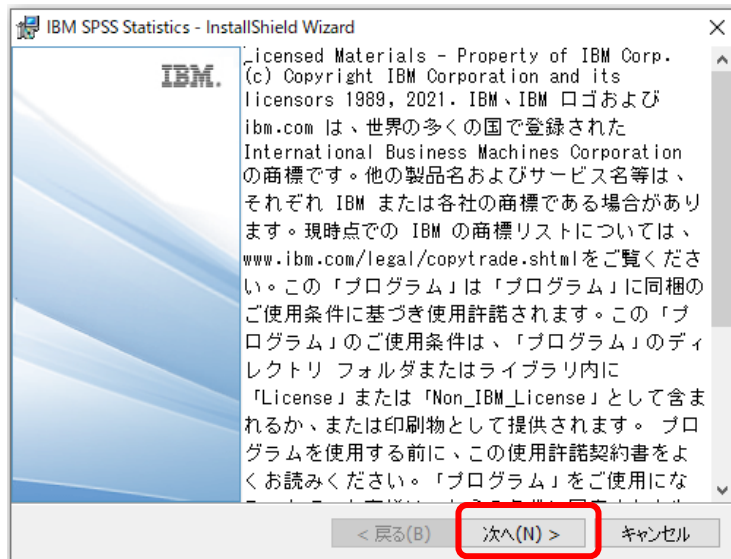 IBM SPSS Statistics - InstallShield Wizard
IBM.
Licensed Materials - Property of IBM Corp.
(c) Copyright IBM Corporation and its
licensors 1989, 2021. IBM、IBM ロゴおよび
ibm.com は、世界の多くの国で登録された
International Business Machines Corporation
の商標です。他の製品名およびサービス名等は、
それぞれ IBM または各社の商標である場合があり
ます。現時点での IBM の商標リストについては、
www.ibm.com/legal/copytrade.shtmlをご覧くださ
い。この「プログラム」は「プログラム」に同梱の
ご使用条件に基づき使用許諾されます。この「プ
ログラム」のご使用条件は、「プログラム」のディ
レクトリ フォルダまたはライブラリ内に
「License」または「Non_IBM_License」として含ま
れるか、または印刷物として提供されます。 プロ
グラムを使用する前に、この使用許諾契約書をよ
くお読みください。「プログラム」をご使用にな
< 戻る(B)
次へ(N) >
キャンセル